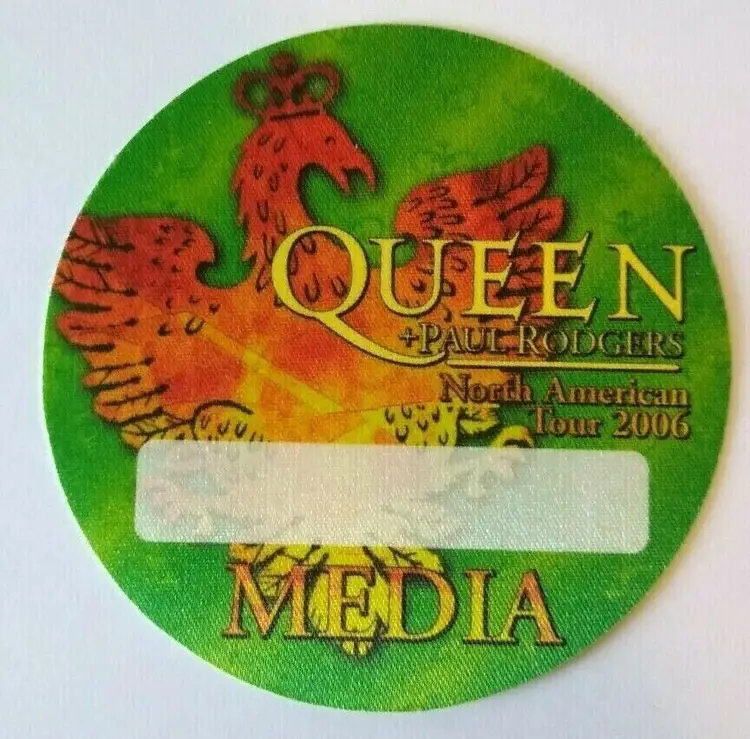 QUEEN
+PAUL RODGERS
North American
Tour 2006
MEDIA